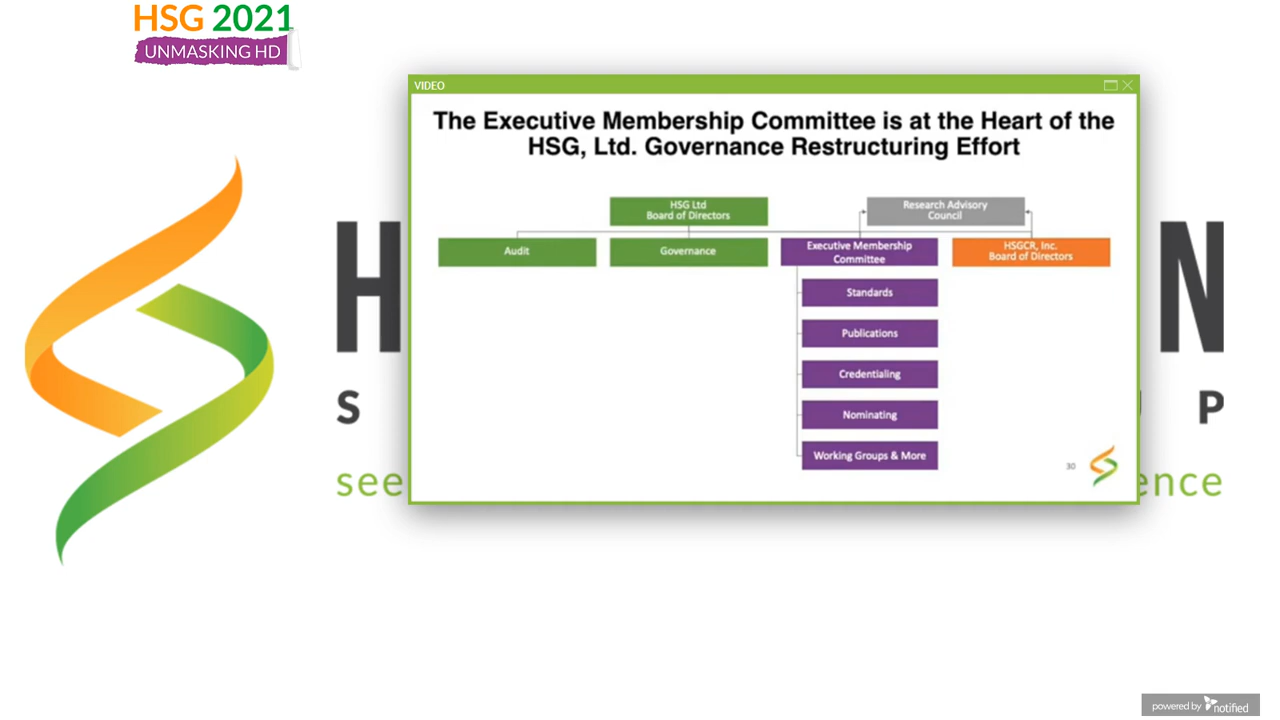 HSG 2021
UNMASKING HD
VIDEO
The Executive Membership Committee is at the Heart of the
HSG, Ltd. Governance Restructuring Effort
HSG Ltd
Board of Directors
Research Advisory
Council
Audit
Governance
Executive Membership
Committee
HSGCR, Inc.
Board of Directors
Standards
Publications
Credentialing
Nominating
Working Groups & More
30
H
N
S
P
see
ence
powered by notified